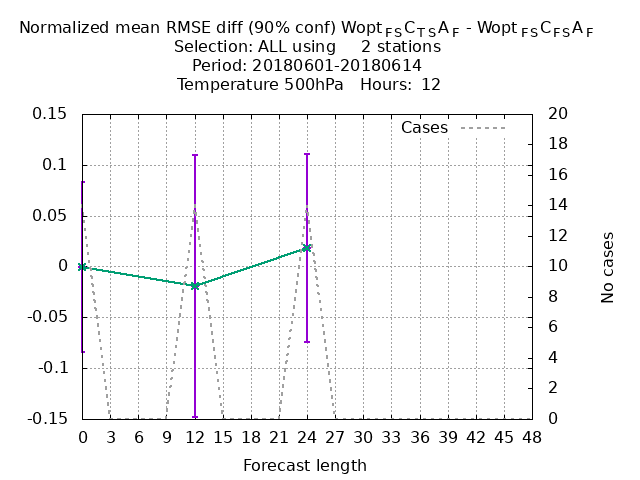 Normalized mean RMSE diff (90% conf) Wopt FS C T S A F - Wopt FS C F S A F
Selection: ALL using 2 stations
Period: 20180601-20180614
Temperature 500hPa Hours: 12
0.15
0.1
0.05
0
-0.05
-0.1
-0.15
Cases
20
18
16
14
12
10
8
6
4
2
0
No cases
0 3 6 9 12 15 18 21 24 27 30 33 36 39 42 45 48
Forecast length